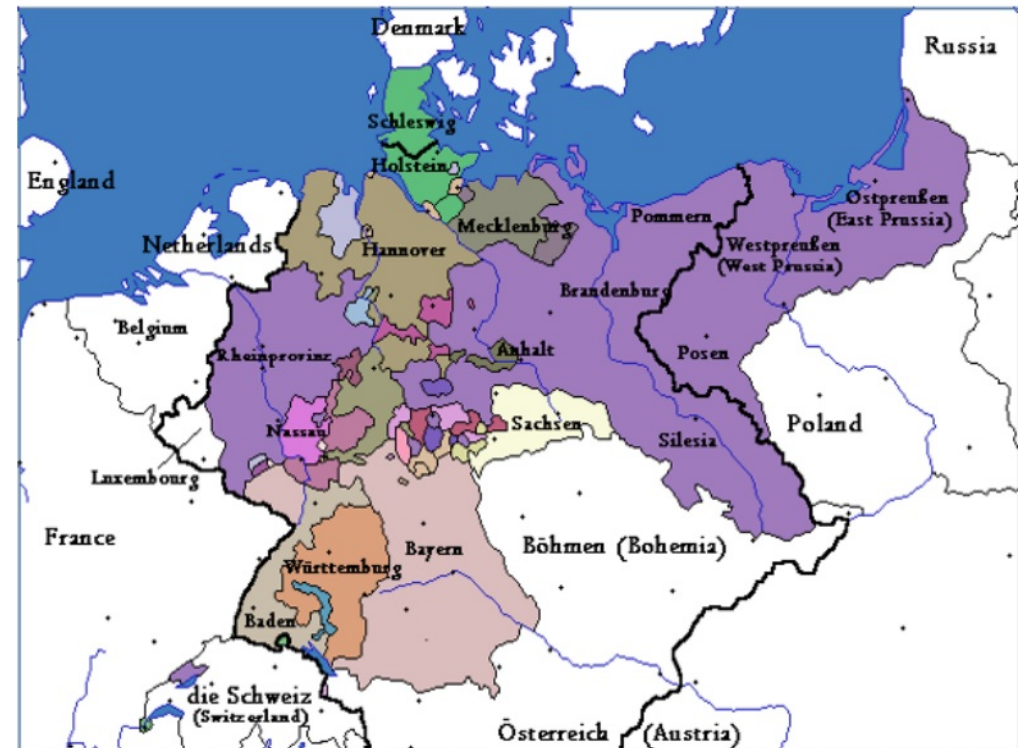 Denmark
Russia
Schleswig
Holstein
England
Ostpreußen
(East Prussia)
Pommern
Mecklenburg
Netherlands
Hannover
Westpreußen
(West Prussia)
Brandenburg
Belgium
Rheinprovinz
Anhalt
Posen
Nassau
Sachsen
Poland
Silesia
Luxembourg
France
Böhmen (Bohemia)
Bayern
Württemburg
Baden
die Schweiz
(Switzerland)
Österreich (Austria)